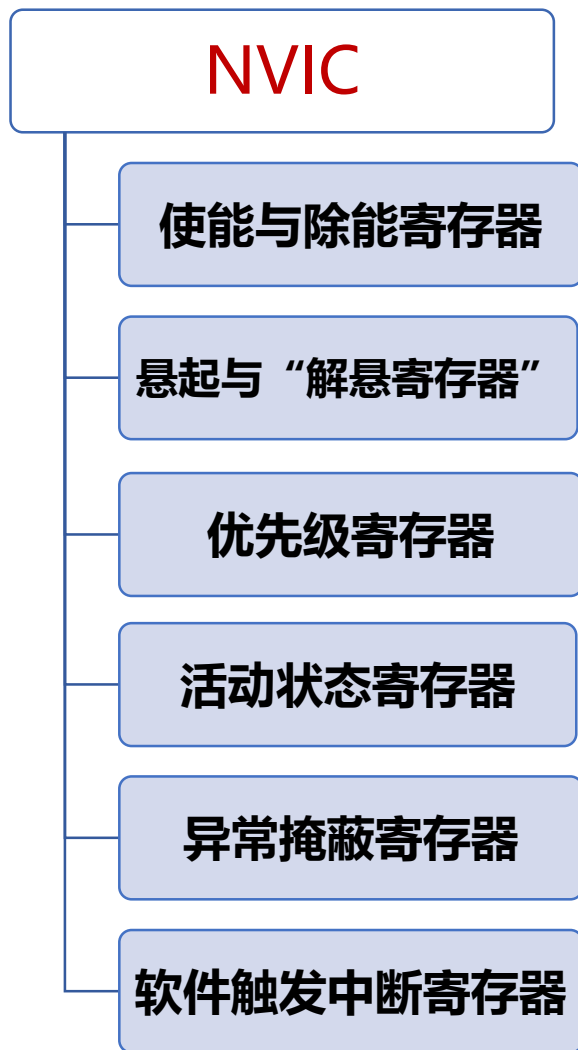 NVIC
使能与除能寄存器
悬起与“解悬寄存器”
优先级寄存器
活动状态寄存器
异常掩蔽寄存器
软件触发中断寄存器